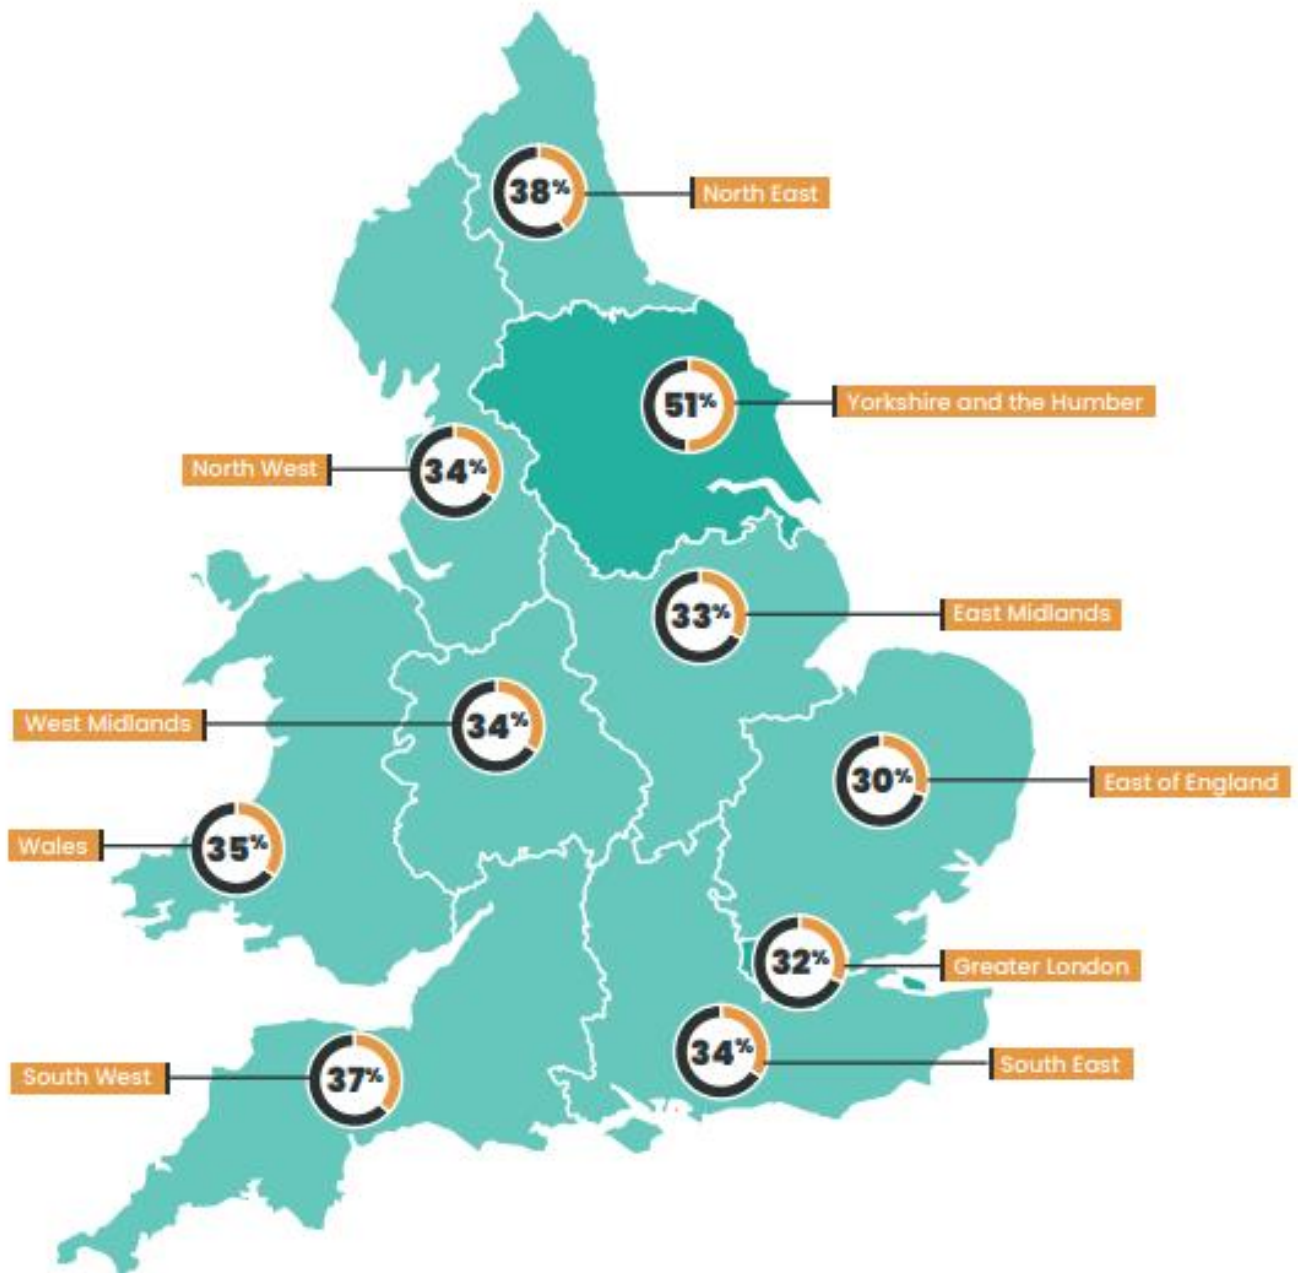 38%
North East
51%
Yorkshire and the Humber
North West
34%
33%
East Midlands
West Midlands
34%
30%
East of England
Wales
35%
32%
Greater London
34%
South East
South West
37%